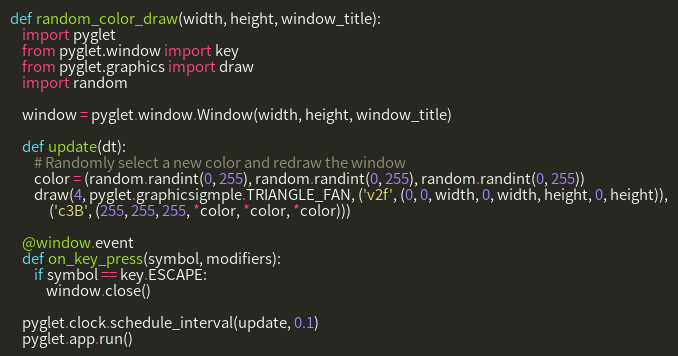 def random_color_draw(width, height, window_title):
    import pyglet
    from pyglet.window import key
    from pyglet.graphics import draw
    import random

    window = pyglet.window.Window(width, height, window_title)

    def update(dt):
        # Randomly select a new color and redraw the window
        color = (random.randint(0, 255), random.randint(0, 255), random.randint(0, 255))
        draw(4, pyglet.graphicsigmple.TRIANGLE_FAN, ('v2f', (0, 0, width, 0, width, height, 0, height)),
            ('c3B', (255, 255, 255, *color, *color, *color)))

    @window.event
    def on_key_press(symbol, modifiers):
        if symbol == key.ESCAPE:
            window.close()

    pyglet.clock.schedule_interval(update, 0.1)
    pyglet.app.run()